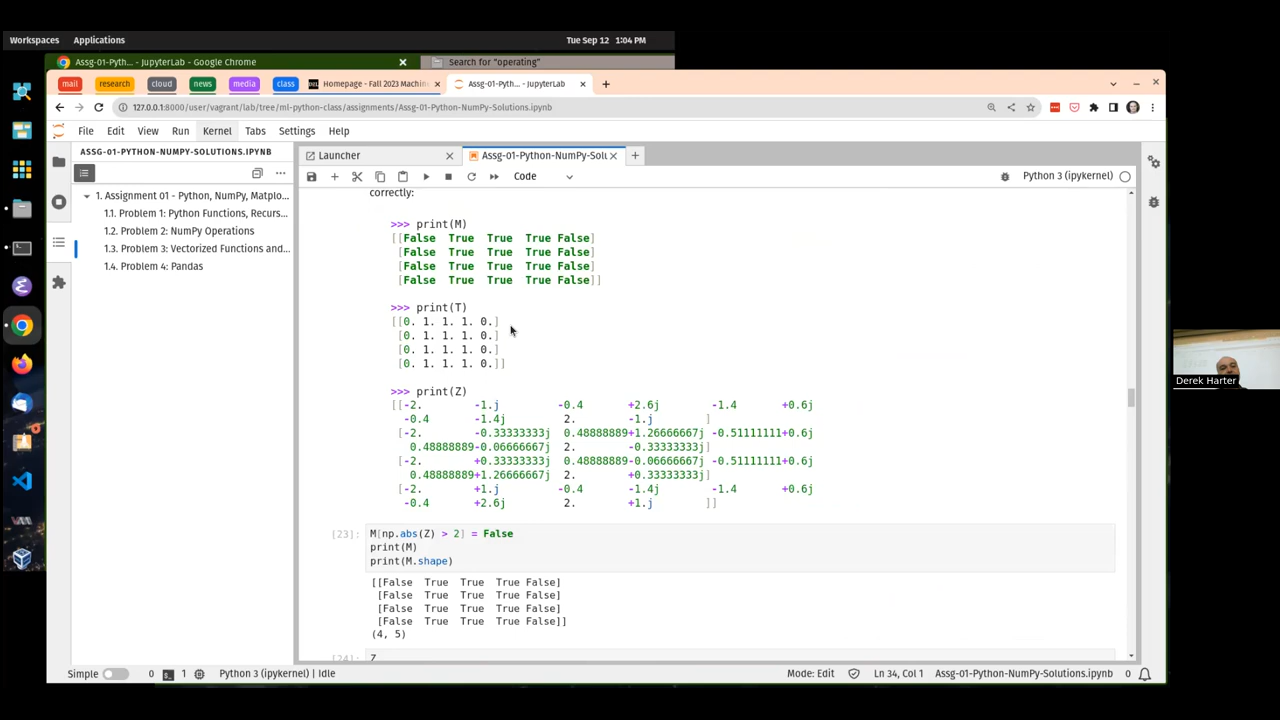 Workspaces Applications Tue Sep 12 1:04 PM
Assg-01-Pyth... - JupyterLab - Google Chrome Search for "operating"
mail research cloud news media class Homepage - Fall 2023 Machin Assg-01-Pyth... - JupyterLab
127.0.0.1:8000/user/vagrant/lab/tree/ml-python-class/assignments/Assg-01-Python-NumPy-Solutions.ipynb
File Edit View Run Kernel Tabs Settings Help
ASSG-01-PYTHON-NUMPY-SOLUTIONS.IPYNB
1. Assignment 01 - Python, NumPy, Matplo...
1.1. Problem 1: Python Functions, Recurs...
1.2. Problem 2: NumPy Operations
1.3. Problem 3: Vectorized Functions and...
1.4. Problem 4: Pandas
Launcher Assg-01-Python-NumPy-Solu
Code Python 3 (ipykernel)
correctly:
>>> print(M)
[[False True True True False]
[False True True True False]
[False True True True False]
[False True True True False]]
>>> print(T)
[[0. 1. 1. 1. 0.]
[0. 1. 1. 1. 0.]
[0. 1. 1. 1. 0.]
[0. 1. 1. 1. 0.]]
>>> print(Z)
[[-2. -1.j -0.4 +2.6j -1.4 +0.6j
-0.4 -1.4j 2. -1.j ]
[-2. -0.33333333j 0.48888889+1.26666667j -0.51111111+0.6j
0.48888889-0.06666667j 2. -0.33333333j]
[-2. +0.33333333j 0.48888889-0.06666667j -0.51111111+0.6j
0.48888889+1.26666667j 2. +0.33333333j]
[-2. +1.j -0.4 -1.4j -1.4 +0.6j
-0.4 +2.6j 2. +1.j ]]
[23]: M[np.abs(Z) > 2] = False
print(M)
print(M.shape)
[[False True True True False]
[False True True True False]
[False True True True False]
[False True True True False]]
(4, 5)
Simple 0 1 Python 3 (ipykernel) | Idle Mode: Edit Ln 34, Col 1 Assg-01-Python-NumPy-Solutions.ipynb 0
Derek Harter